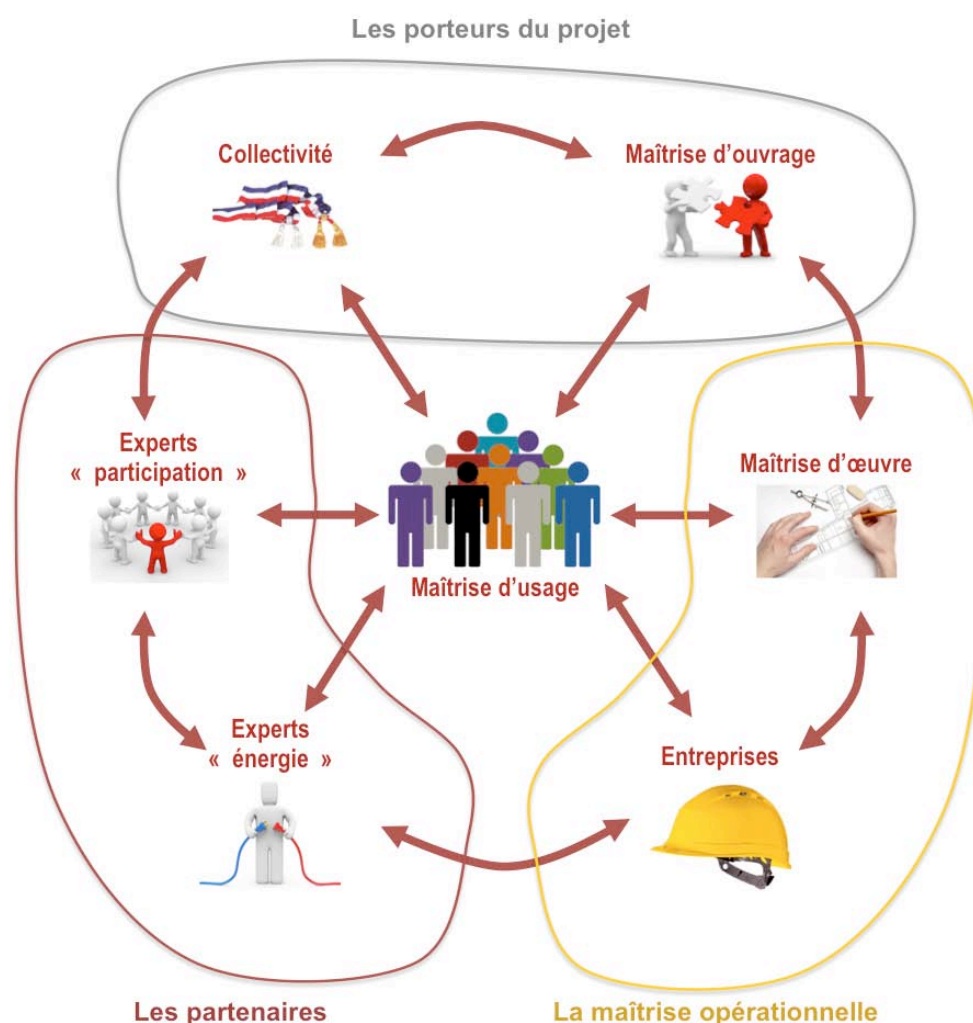 Les porteurs du projet
Collectivité
Maîtrise d'ouvrage
Experts
« participation »
Maîtrise d'œuvre
Maîtrise d'usage
Experts
« énergie »
Entreprises
Les partenaires
La maîtrise opérationnelle